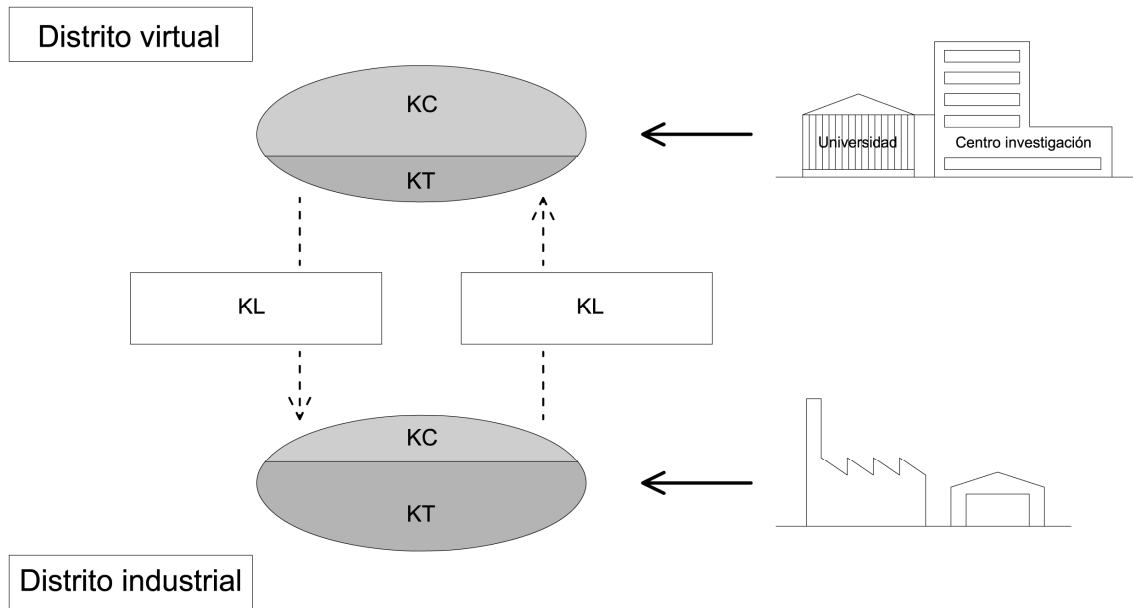 Distrito virtual
KC
KT
Universidad
Centro investigación
KL
KL
KC
KT
Distrito industrial